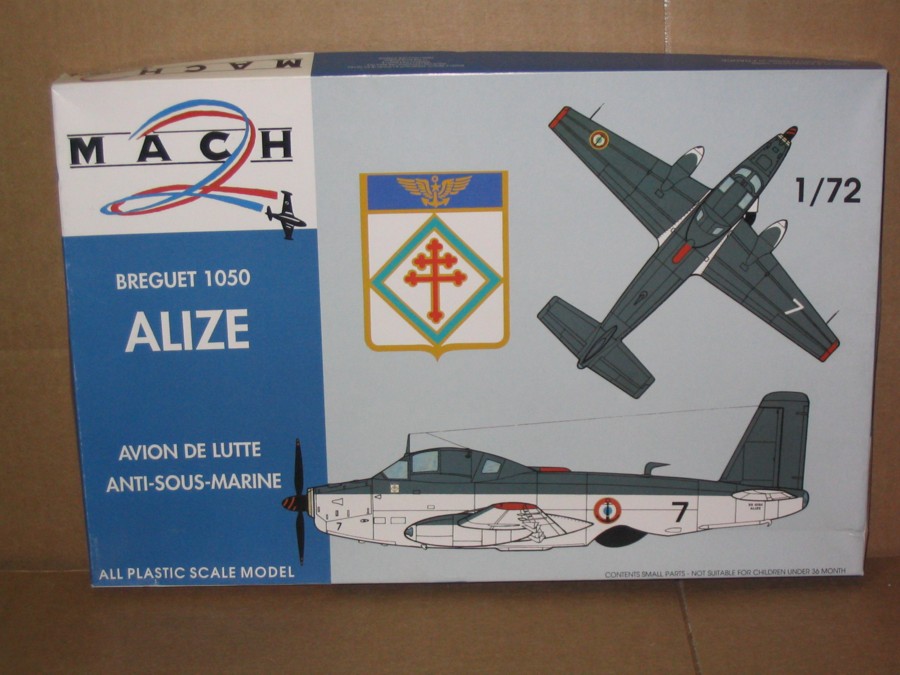 MACH
MACH
2
1/72
BREGUET 1050
ALIZE
7
AVION DE LUTTE
ANTI-SOUS-MARINE
7
7
ALL PLASTIC SCALE MODEL
CONTENTS SMALL PARTS - NOT SUITABLE FOR CHILDREN UNDER 36 MONTH